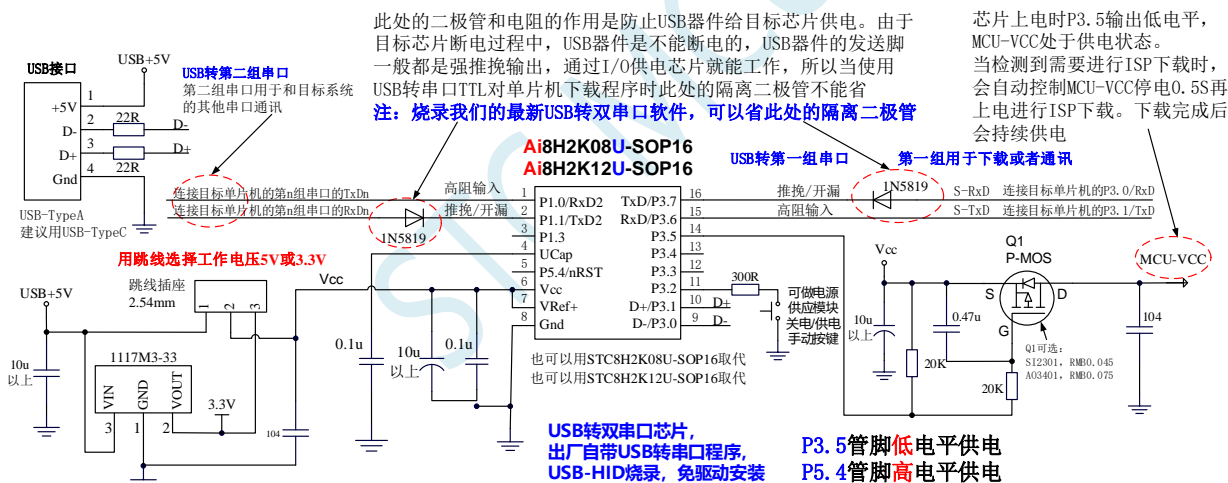 此处的二极管和电阻的作用是防止USB器件给目标芯片供电。由于
目标芯片断电过程中，USB器件是不能断电的，USB器件的发送脚
一般都是强推挽输出，通过I/O供电芯片就能工作，所以当使用
USB转串口TTL对单片机下载程序时此处的隔离二极管不能省
注：烧录我们的最新USB转双串口软件，可以省此处的隔离二极管
芯片上电时P3.5输出低电平，
MCU-VCC处于供电状态。
当检测到需要进行ISP下载时，
会自动控制MCU-VCC停电0.5S再
上电进行ISP下载。下载完成后
会持续供电
USB接口
USB+5V
1
+5V
2
D-
22R
D-
3
D+
22R
D+
4
Gnd
USB-TypeA
建议用USB-TypeC
USB转第二组串口
第二组串口用于和目标系统
的其他串口通讯
Ai8H2K08U-SOP16
Ai8H2K12U-SOP16
USB转第一组串口
第一组用于下载或者通讯
连接目标单片机的第n组串口的TxDn
高阻输入
连接目标单片机的第n组串口的RxDn
推挽/开漏
1N5819
1
P1.0/RxD2
2
P1.1/TxD2
3
P1.3
4
UCap
5
P5.4/nRST
6
Vcc
7
VRef+
8
Gnd
TxD/P3.7
16
RxD/P3.6
15
P3.5
14
P3.4
13
P3.3
12
P3.2
11
D+/P3.1
10
D+
D-/P3.0
9
D-
推挽/开漏
1N5819
S-RxD
连接目标单片机的P3.0/RxD
高阻输入
S-TxD
连接目标单片机的P3.1/TxD
300R
可做电源
供应模块
关电/供电
手动按键
Vcc
10u
以上
0.47u
20K
20K
Q1
P-MOS
S
D
G
MCU-VCC
104
Q1可选：
SI2301, RMB0.045
AO3401, RMB0.075
用跳线选择工作电压5V或3.3V
USB+5V
跳线插座
2.54mm
1
2
3
Vcc
10u
以上
1117M3-33
VIN
GND
VOUT
3
1
2
3.3V
104
0.1u
10u
以上
0.1u
也可以用STC8H2K08U-SOP16取代
也可以用STC8H2K12U-SOP16取代
USB转双串口芯片，
出厂自带USB转串口程序，
USB-HID烧录，免驱动安装
P3.5管脚低电平供电
P5.4管脚高电平供电